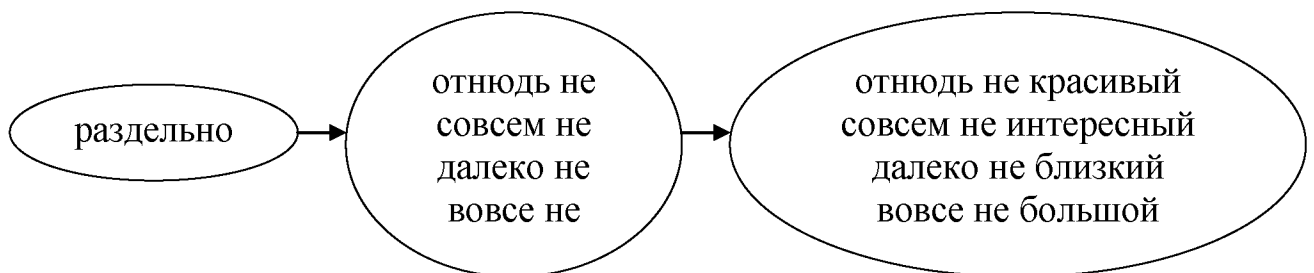 раздельно
отнюдь не
совсем не
далеко не
вовсе не
отнюдь не красивый
совсем не интересный
далеко не близкий
вовсе не большой